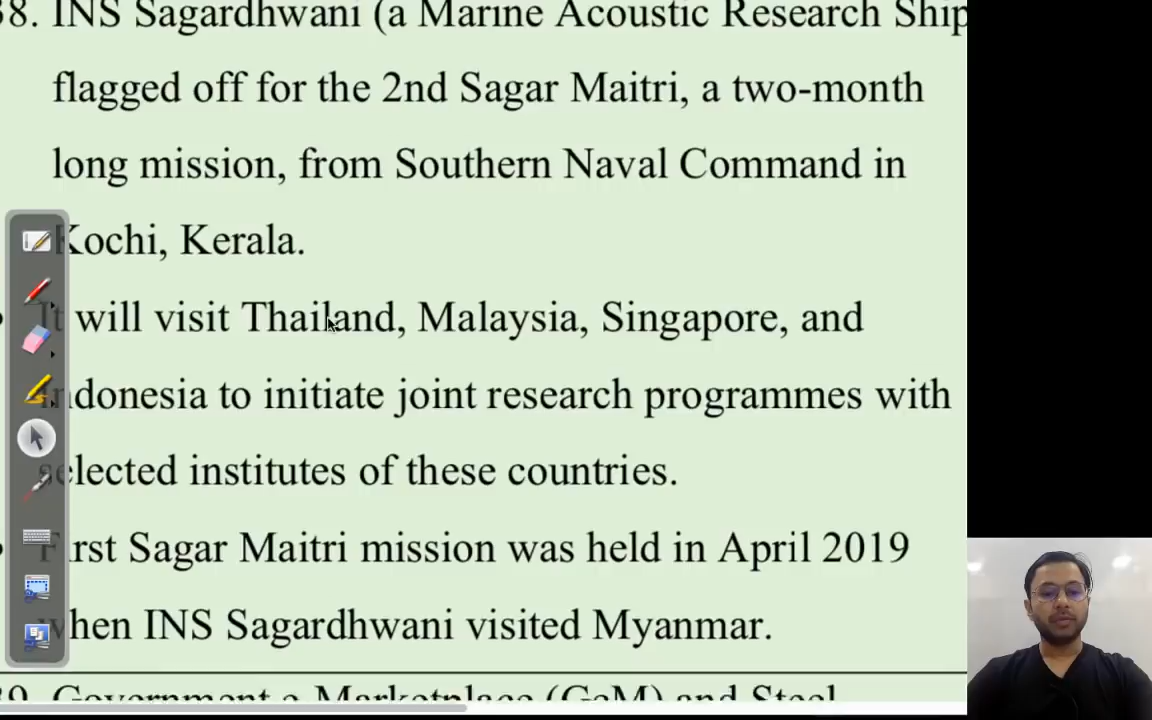 38. INS Sagardhwani (a Marine Acoustic Research Ship
flagged off for the 2nd Sagar Maitri, a two-month
long mission, from Southern Naval Command in
Kochi, Kerala.
It will visit Thailand, Malaysia, Singapore, and
Indonesia to initiate joint research programmes with
selected institutes of these countries.
First Sagar Maitri mission was held in April 2019
when INS Sagardhwani visited Myanmar.
39. Government e Marketplace (GeM) and Steel